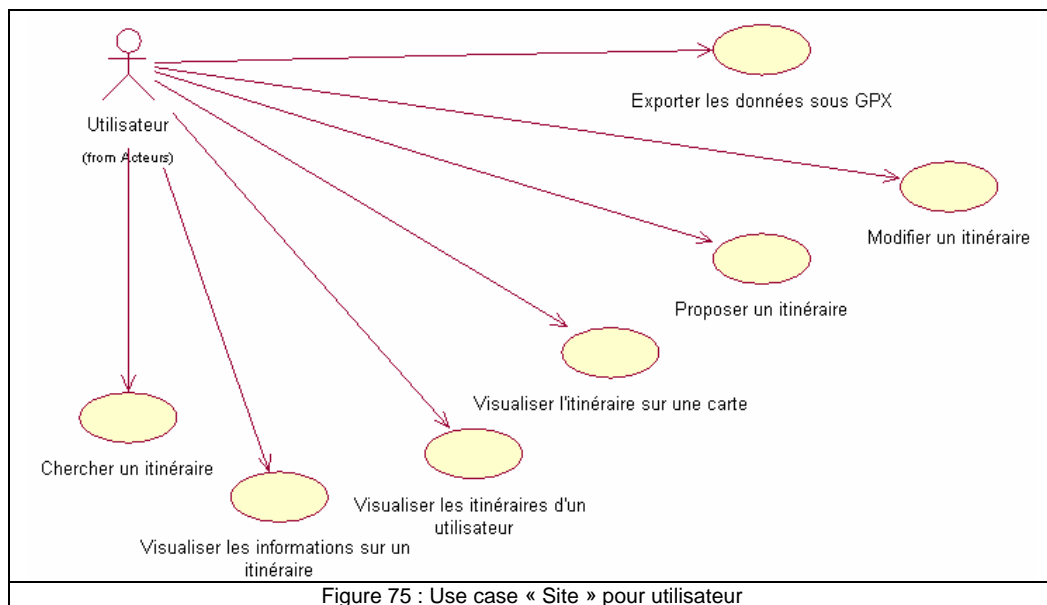 Exporter les données sous GPX
Utilisateur
(from Acteurs)
Modifier un itinéraire
Proposer un itinéraire
Visualiser l'itinéraire sur une carte
Chercher un itinéraire
Visualiser les itinéraires d'un
utilisateur
Visualiser les informations sur un
itinéraire
Figure 75 : Use case « Site » pour utilisateur